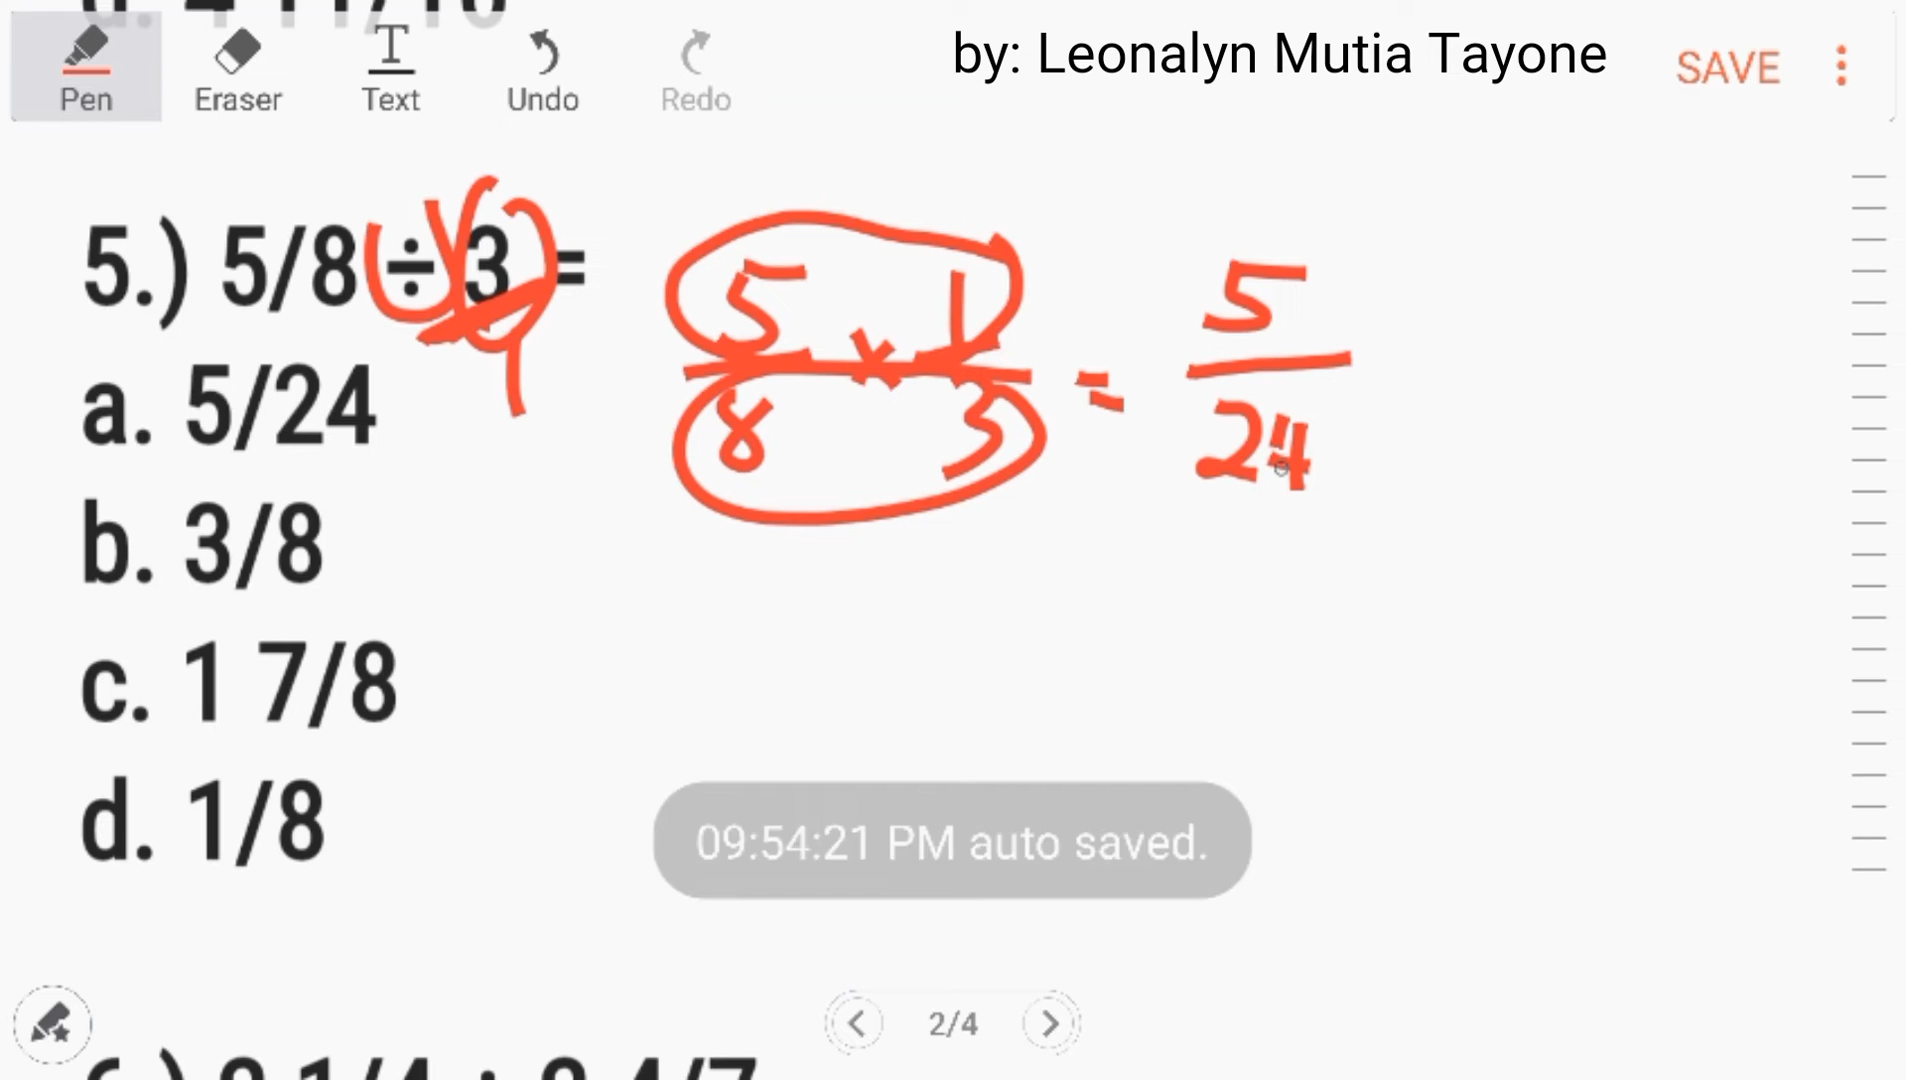 by: Leonalyn Mutia Tayone
SAVE
Pen
Eraser
Text
Undo
Redo
5.) 5/8 ÷ 3 =
5 × 1
8 3
= 5
24
a. 5/24
b. 3/8
c. 1 7/8
d. 1/8
09:54:21 PM auto saved.
2/4